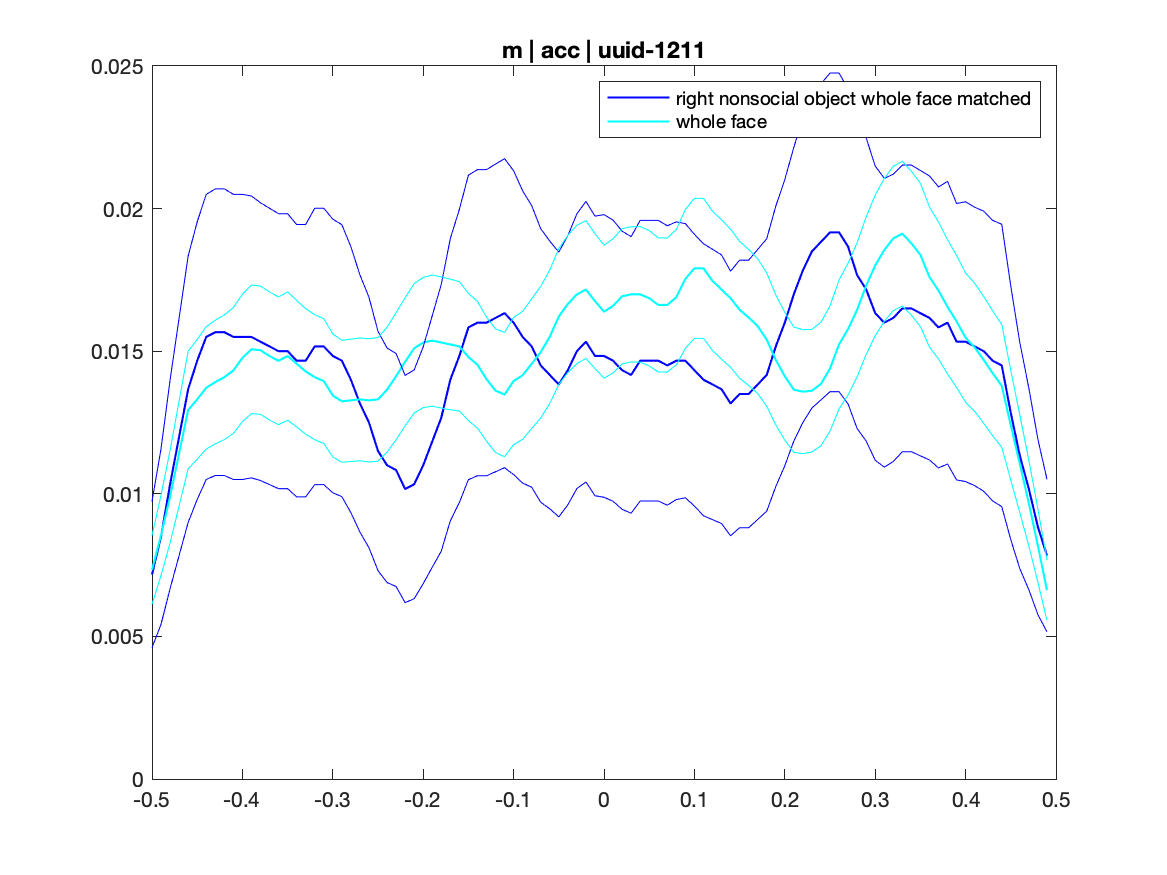 m | acc | uuid-1211
right nonsocial object whole face matched
whole face
0.025
0.02
0.015
0.01
0.005
0
-0.5 -0.4 -0.3 -0.2 -0.1 0 0.1 0.2 0.3 0.4 0.5